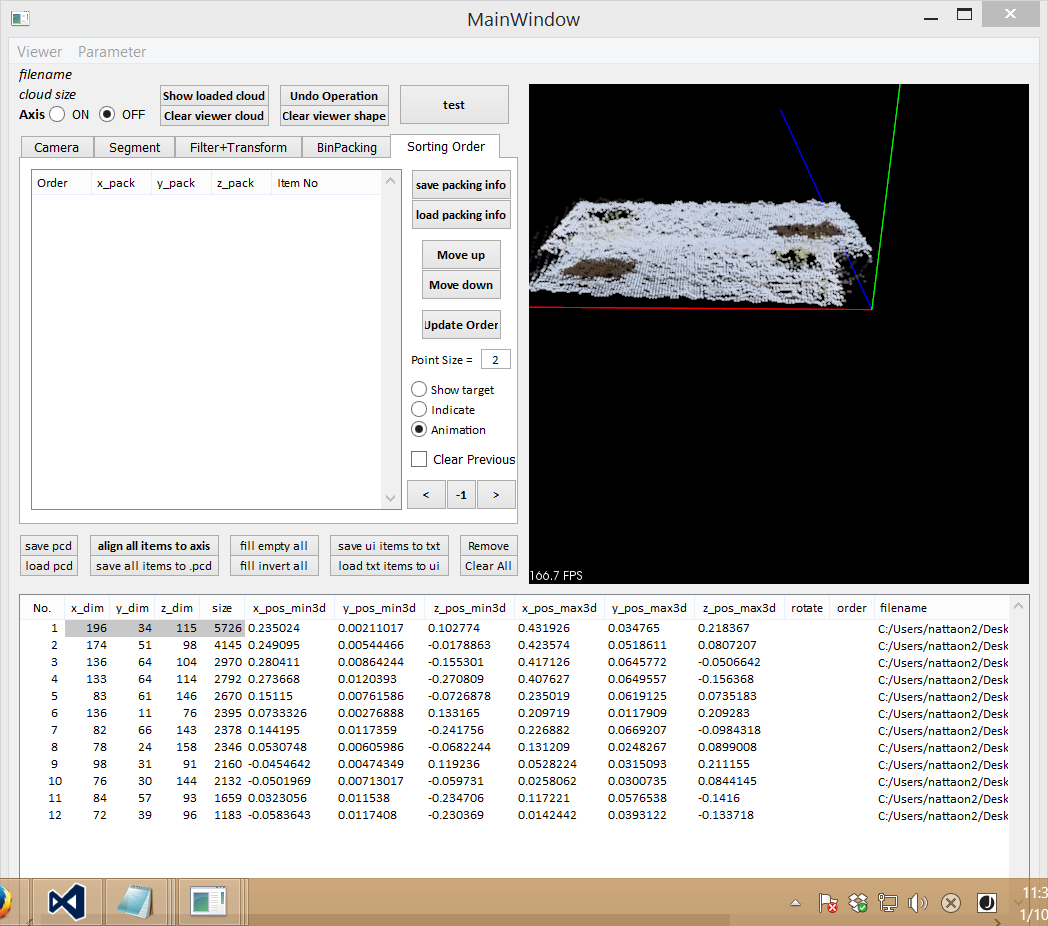 MainWindow
Viewer Parameter
filename
cloud size
Axis ON OFF
Show loaded cloud
Clear viewer cloud
Undo Operation
Clear viewer shape
test
Camera Segment Filter+Transform BinPacking Sorting Order
Order x_pack y_pack z_pack Item No
save packing info
load packing info
Move up
Move down
Update Order
Point Size = 2
Show target
Indicate
Animation
Clear Previous
< -1 >
166.7 FPS
save pcd align all items to axis fill empty all save ui items to txt Remove
load pcd save all items to .pcd fill invert all load txt items to ui Clear All
No. x_dim y_dim z_dim size x_pos_min3d y_pos_min3d z_pos_min3d x_pos_max3d y_pos_max3d z_pos_max3d rotate order filename
1 196 34 115 5726 0.235024 0.00211017 0.102774 0.431926 0.034765 0.218367 C:/Users/nattaon2/Desk
2 174 51 98 4145 0.249095 0.00544466 -0.0178863 0.423574 0.0518611 0.0807207 C:/Users/nattaon2/Desk
3 136 64 104 2970 0.280411 0.00864244 -0.155301 0.417126 0.0645772 -0.0506642 C:/Users/nattaon2/Desk
4 133 64 114 2792 0.273668 0.0120393 -0.270809 0.407627 0.0649557 -0.156368 C:/Users/nattaon2/Desk
5 83 61 146 2670 0.15115 0.00761586 -0.0726878 0.235019 0.0619125 0.0735183 C:/Users/nattaon2/Desk
6 136 11 76 2395 0.0733326 0.00276888 0.133165 0.209719 0.0117909 0.209283 C:/Users/nattaon2/Desk
7 82 66 143 2378 0.144195 0.0117359 -0.241756 0.226882 0.0669207 -0.0984318 C:/Users/nattaon2/Desk
8 78 24 158 2346 0.0530748 0.00605986 -0.0682244 0.131209 0.0248267 0.0899008 C:/Users/nattaon2/Desk
9 98 31 91 2160 -0.0454642 0.00474349 0.119236 0.0528224 0.0315093 0.211155 C:/Users/nattaon2/Desk
10 76 30 144 2132 -0.0501969 0.00713017 -0.059731 0.0258062 0.0300735 0.0844145 C:/Users/nattaon2/Desk
11 84 57 93 1659 0.0323056 0.011538 -0.234706 0.117221 0.0576538 -0.1416 C:/Users/nattaon2/Desk
12 72 39 96 1183 -0.0583643 0.0117408 -0.230369 0.0142442 0.0393122 -0.133718 C:/Users/nattaon2/Desk
11:3
1/10